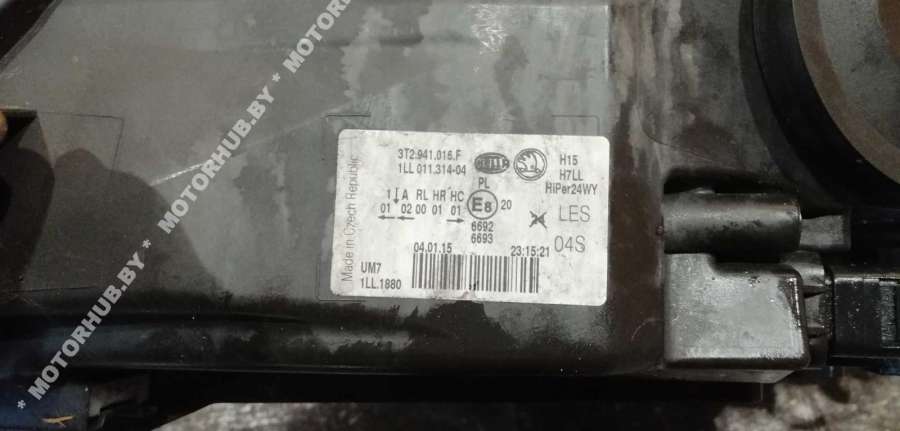 3T2.941.016.F
1LL 011.314-04
HELLA
H15
H7LL
HiPer24WY
PL
1 A RL HR HC
01 02 00 01 01
E8
20
LES
6692
6693
04S
04.01.15
23:15:21
UM7
1LL.1880
Made in Czech Republic
* MOTORHUB.BY * MOTORHUB.BY * MOTORHUB.BY
* MOTORHUB.BY